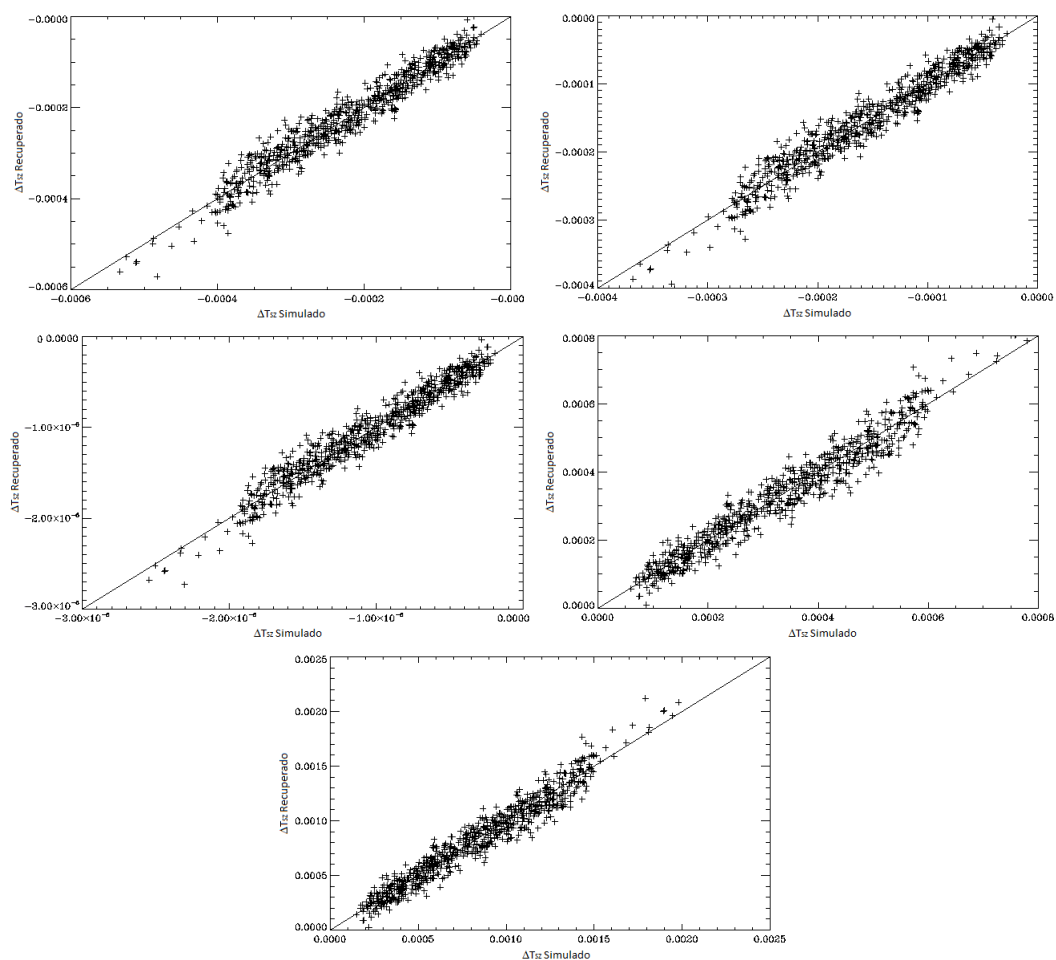 -0.0000
-0.0002
-0.0004
-0.0006
ΔTsz Recuperado
-0.0006 -0.0004 -0.0002 -0.0000
ΔTsz Simulado
0.0000
-0.0001
-0.0002
-0.0003
-0.0004
ΔTsz Recuperado
-0.0004 -0.0003 -0.0002 -0.0001 0.0000
ΔTsz Simulado
0 0.0000
-1.00×10⁻⁶
-2.00×10⁻⁶
-3.00×10⁻⁶
ΔTsz Recuperado
-3.00×10⁻⁶ -2.00×10⁻⁶ -1.00×10⁻⁶ 0.0000
ΔTsz Simulado
0.0008
0.0006
0.0004
0.0002
0.0000
ΔTsz Recuperado
0.0000 0.0002 0.0004 0.0006 0.0008
ΔTsz Simulado
0.0025
0.0020
0.0015
0.0010
0.0005
0.0000
ΔTsz Recuperado
0.0000 0.0005 0.0010 0.0015 0.0020 0.0025
ΔTsz Simulado